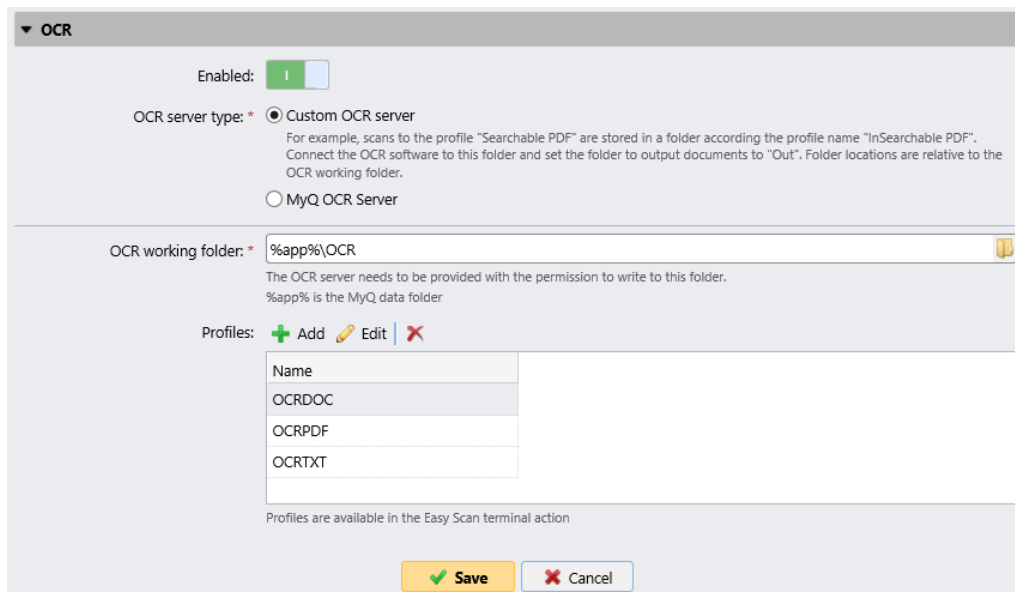 OCR
Enabled:
OCR server type: * Custom OCR server
For example, scans to the profile "Searchable PDF" are stored in a folder according the profile name "InSearchable PDF".
Connect the OCR software to this folder and set the folder to output documents to "Out". Folder locations are relative to the
OCR working folder.
MyQ OCR Server
OCR working folder: * %app%\OCR
The OCR server needs to be provided with the permission to write to this folder.
%app% is the MyQ data folder
Profiles: Add Edit
Name
OCRDOC
OCRPDF
OCRTXT
Profiles are available in the Easy Scan terminal action
Save Cancel